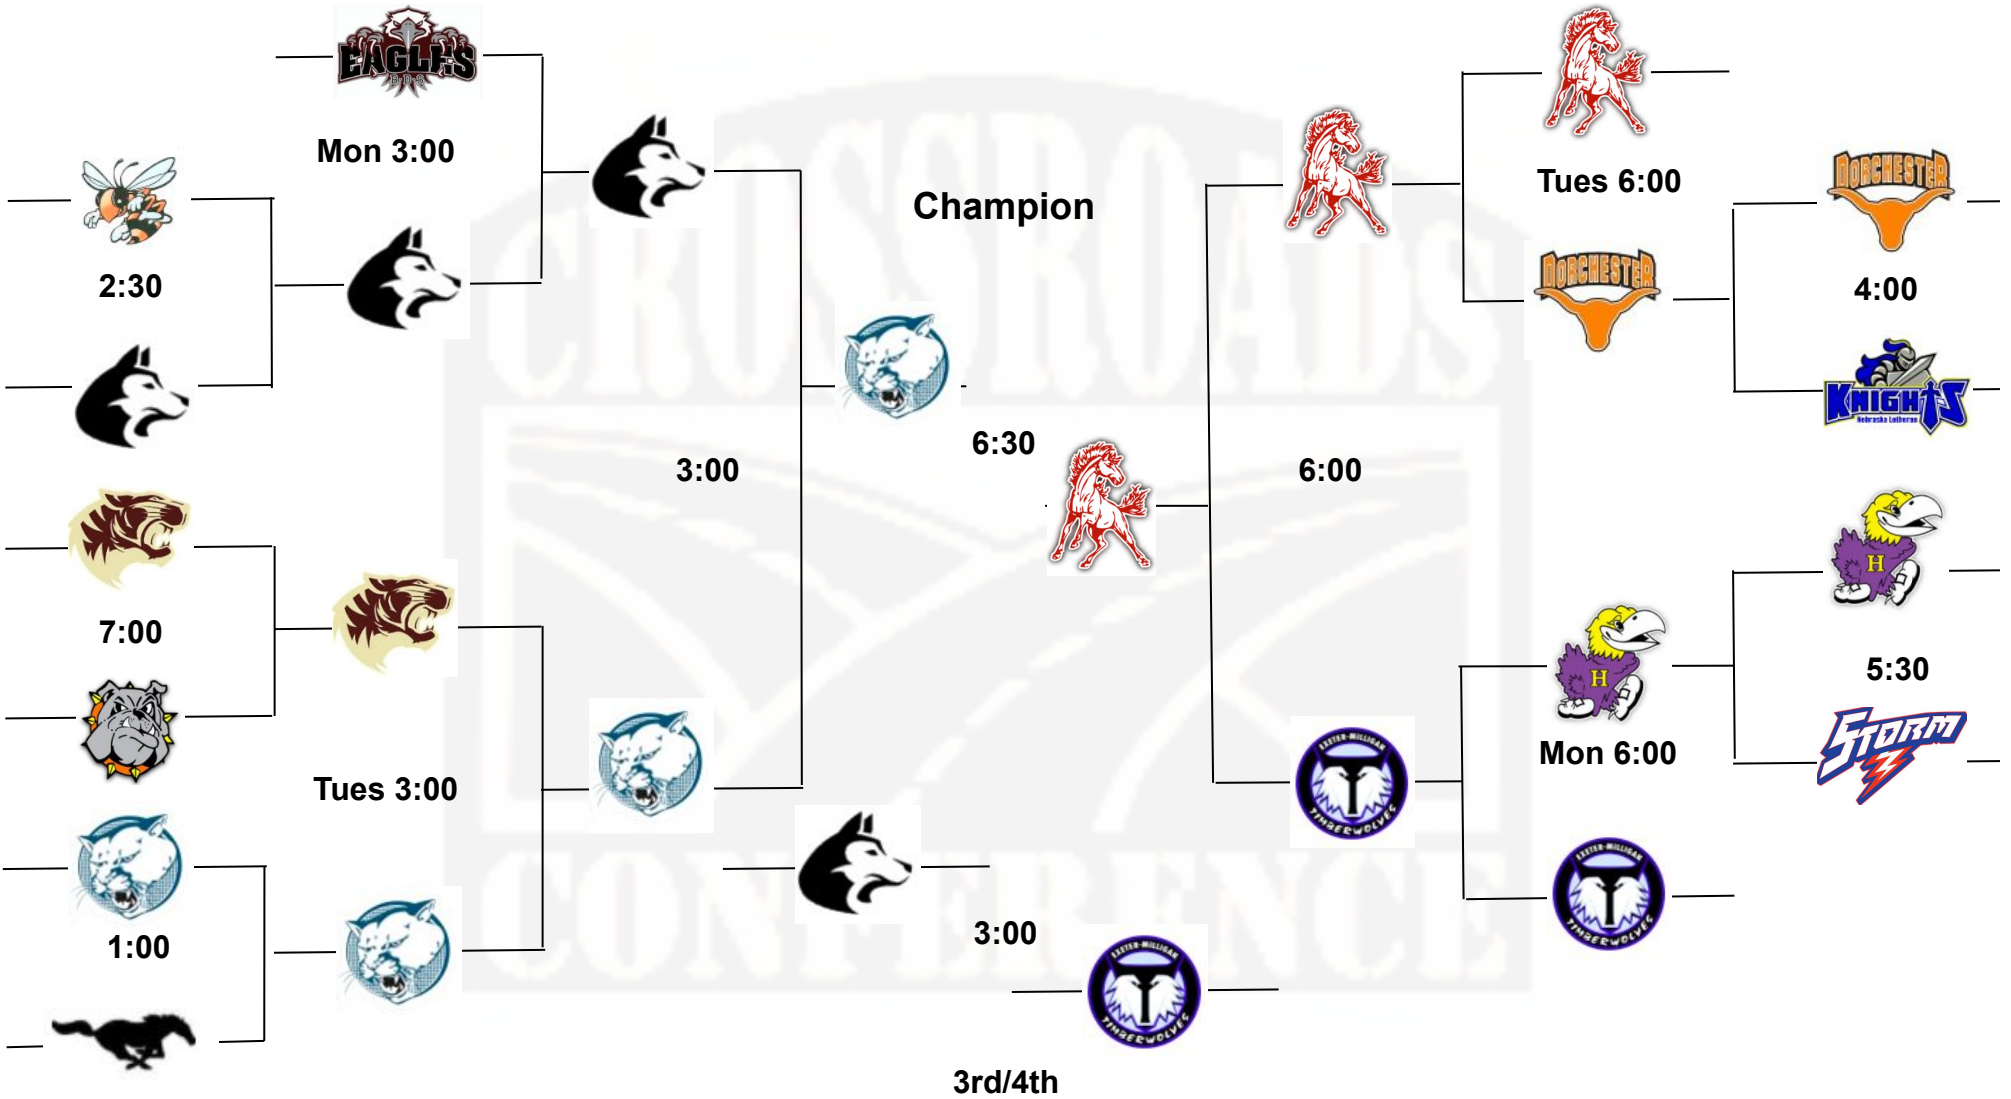 EAGLES
B·D·S
Mon 3:00
2:30
Champion
Tues 6:00
DORCHESTER
DORCHESTER
4:00
KNIGHTS
Nebraska Lutheran
CROSSROADS
3:00
6:30
6:00
H
7:00
H
5:30
STORM
Mon 6:00
EXETER-MILLIGAN
TIMBERWOLVES
Tues 3:00
EXETER-MILLIGAN
TIMBERWOLVES
CONFERENCE
1:00
3:00
EXETER-MILLIGAN
TIMBERWOLVES
3rd/4th